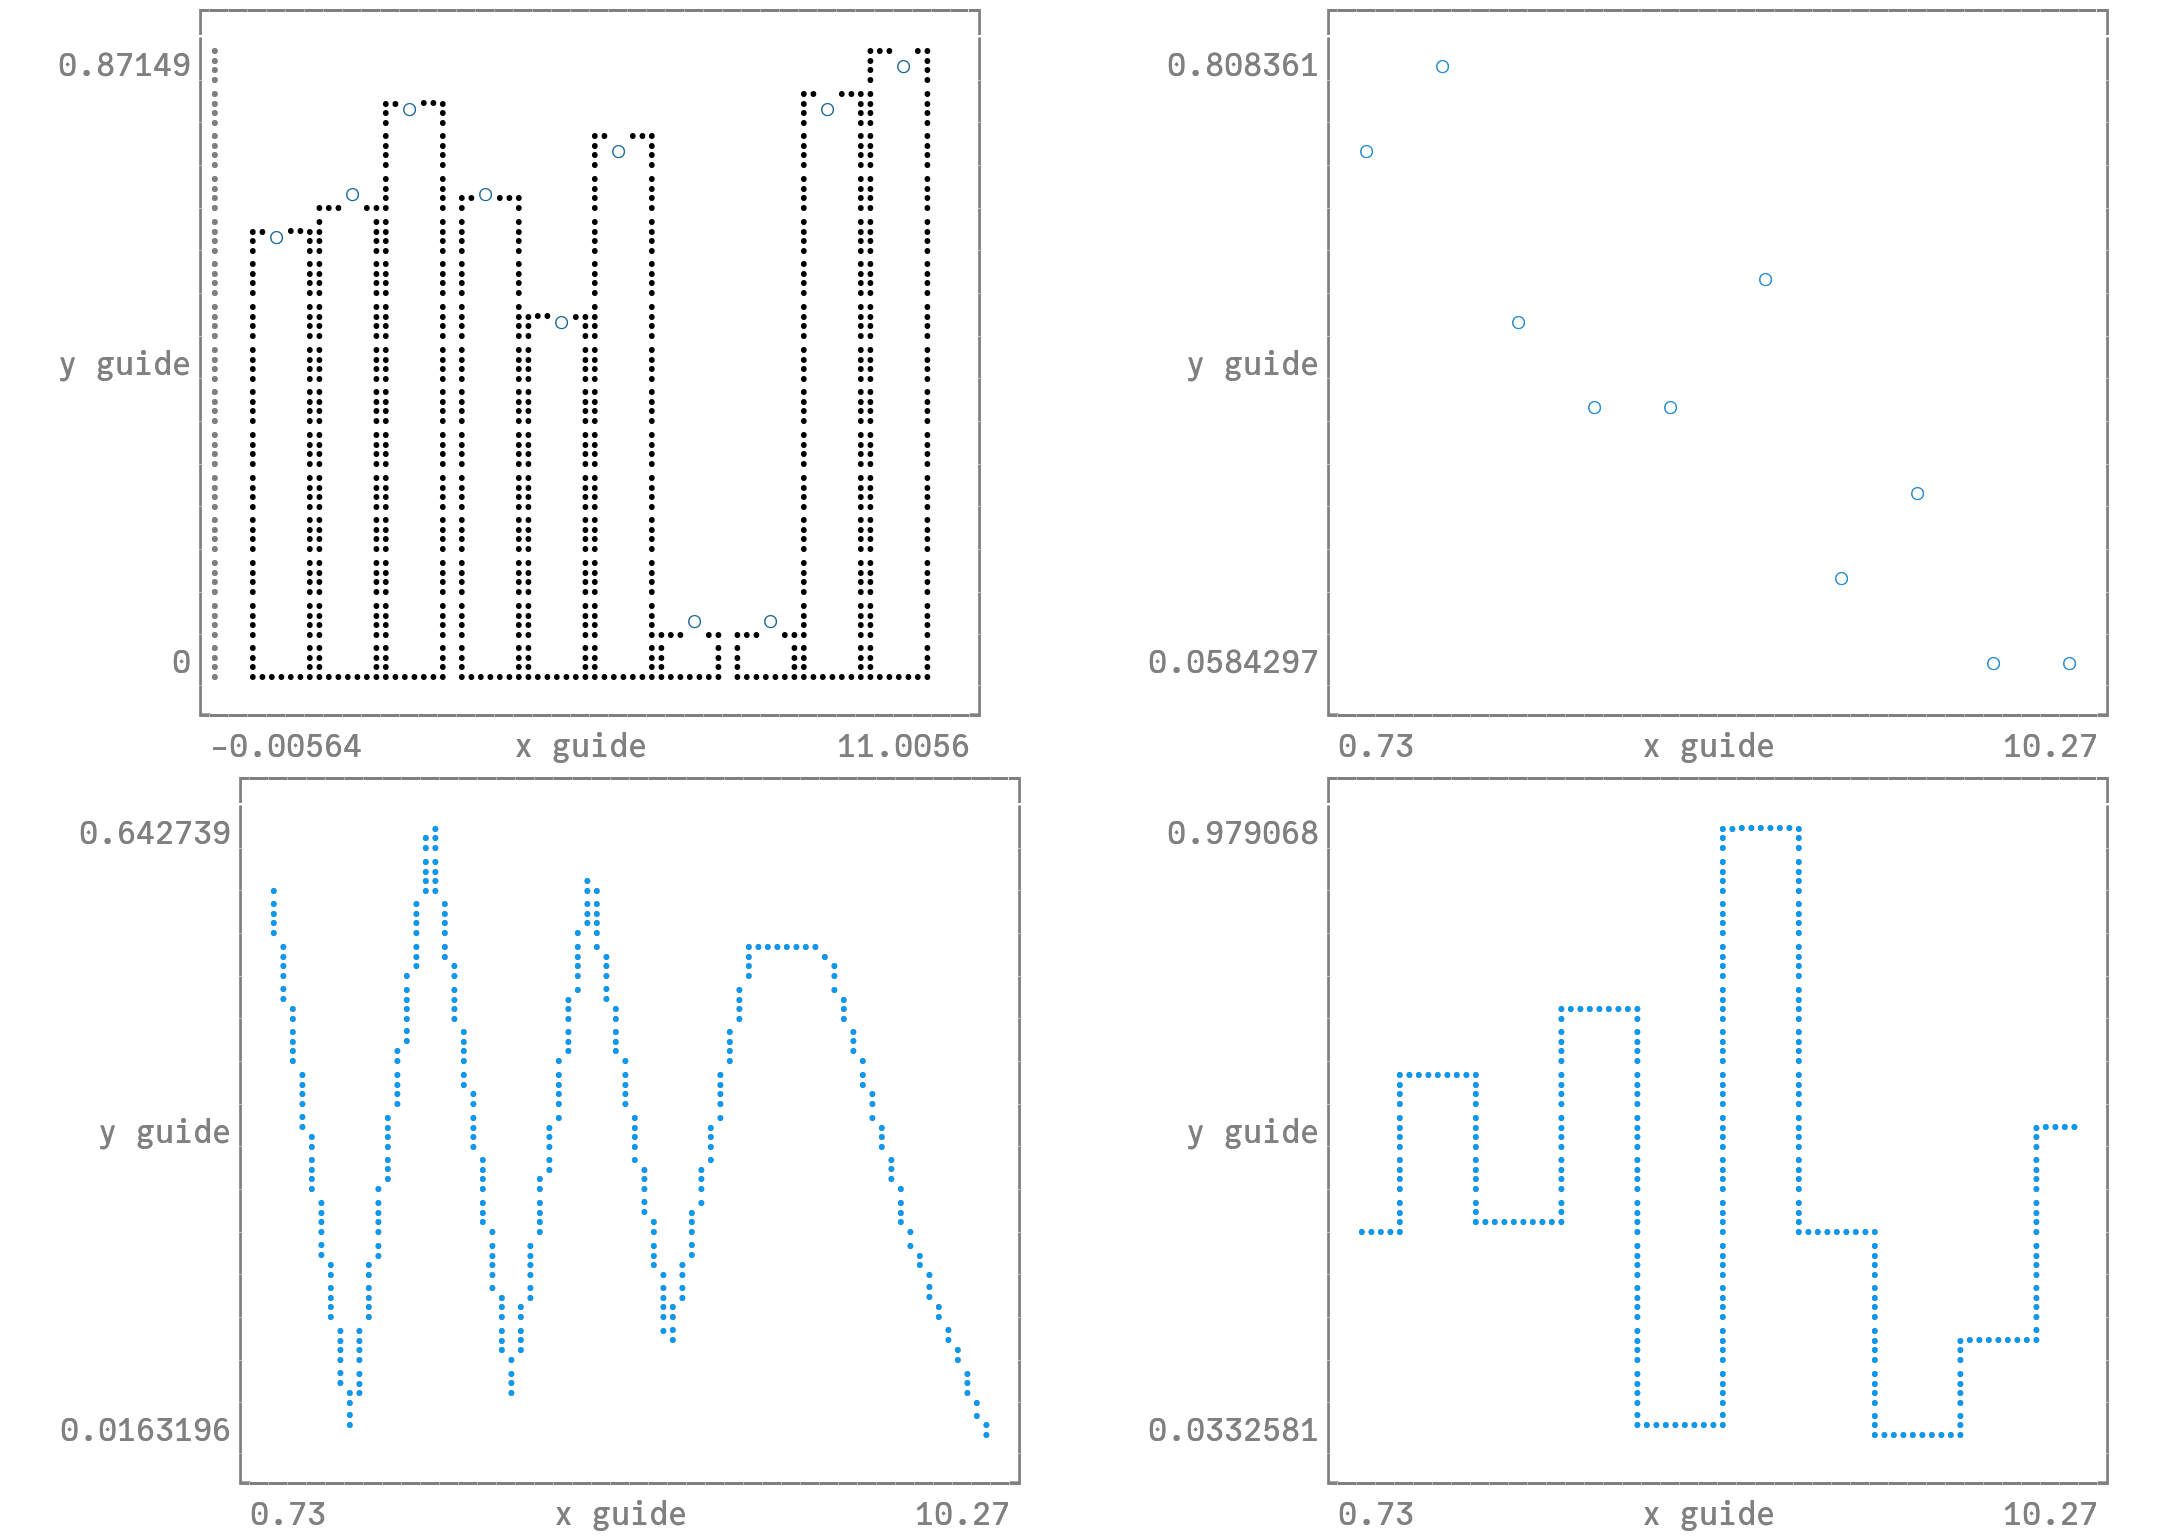 0.87149
0.808361
y guide
y guide
0
0.0584297
-0.00564 x guide 11.0056
0.73 x guide 10.27
0.642739
0.979068
y guide
y guide
0.0163196
0.0332581
0.73 x guide 10.27
0.73 x guide 10.27